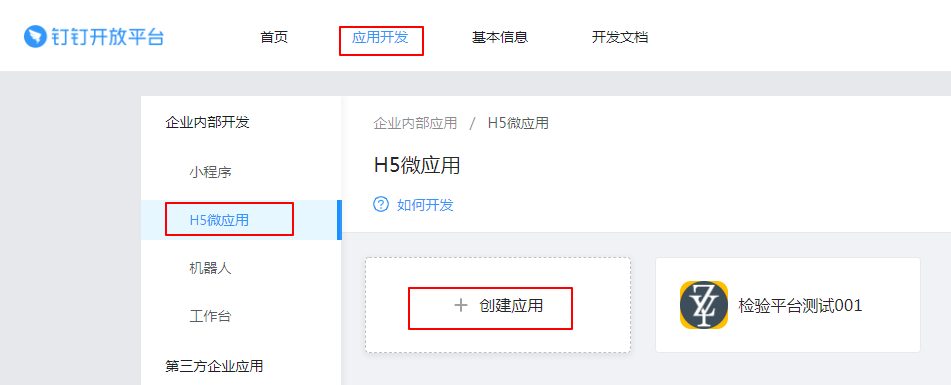 钉钉开放平台 首页 应用开发 基本信息 开发文档
企业内部开发
小程序
H5微应用
机器人
工作台
第三方企业应用
企业内部应用 / H5微应用
H5微应用
? 如何开发
+ 创建应用
ZYT 检验平台测试001